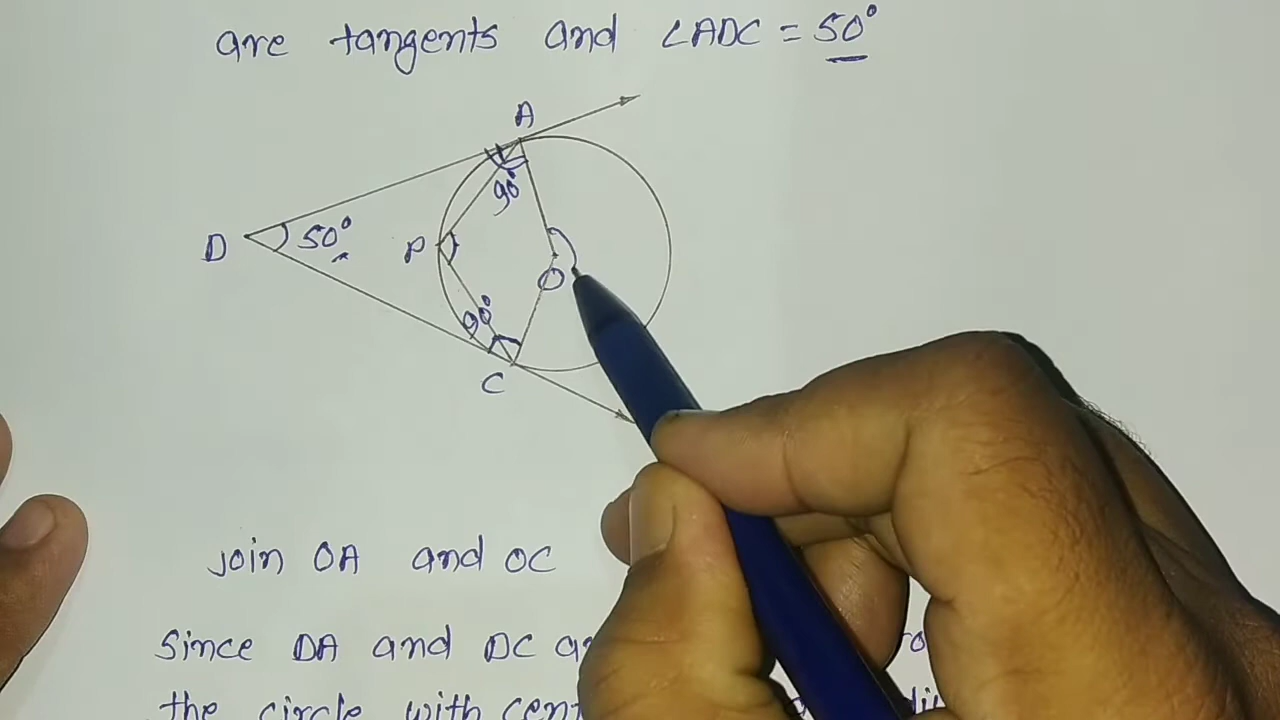 are tangents and ∠ADC = 50°
A
90°
D 50° P
O
90°
C
join OA and OC
Since DA and DC
the circle with